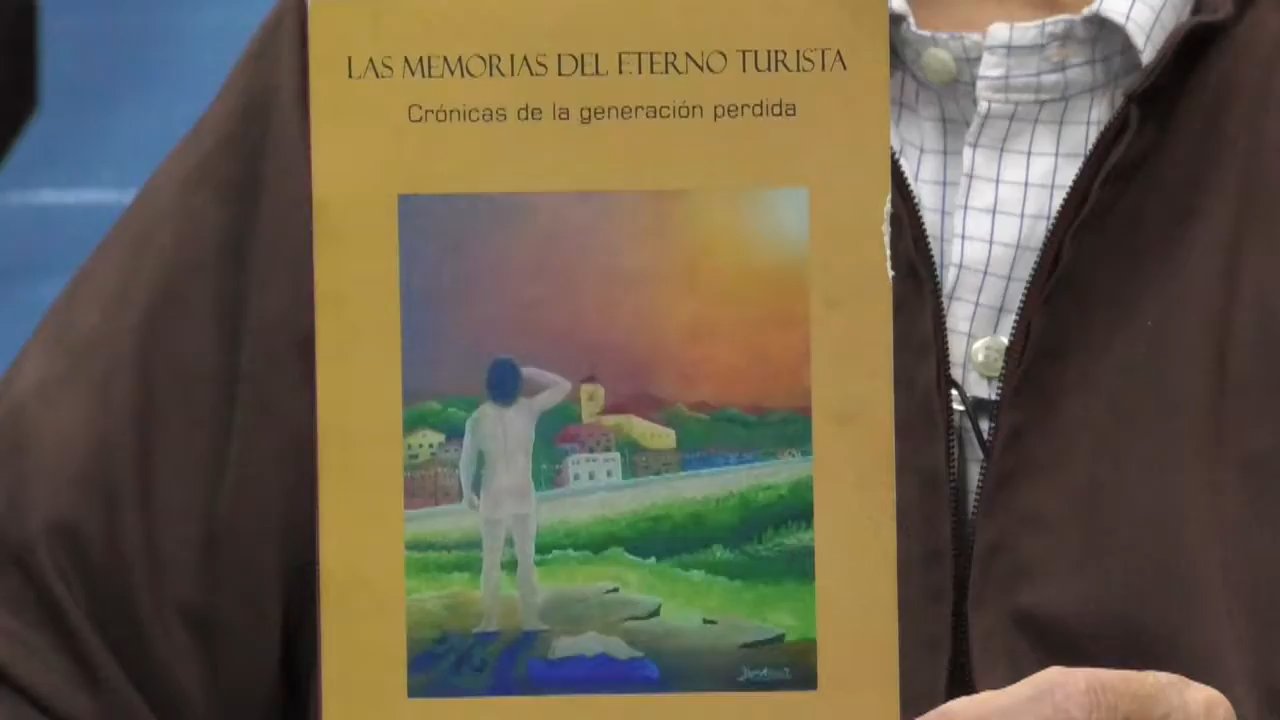 LAS MEMORIAS DEL ETERNO TURISTA
Crónicas de la generación perdida